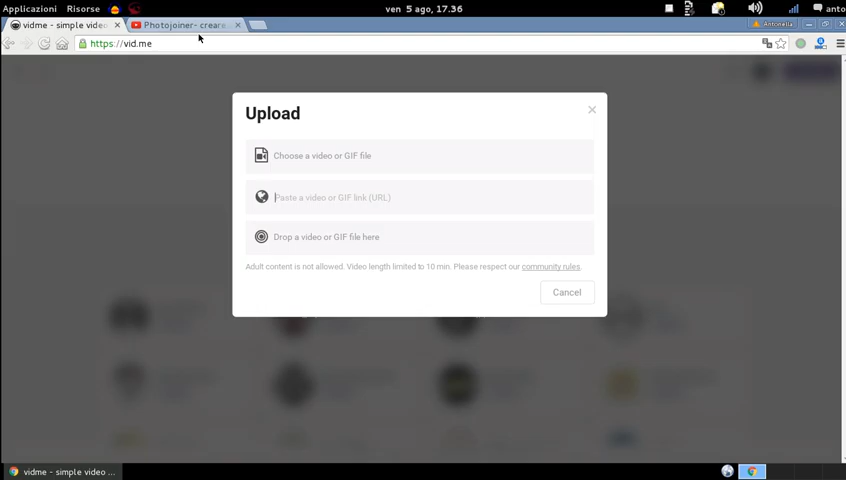 Applicazioni Risorse ven 5 ago, 17.36 anto
vidme - simple video Photojoiner- creare Antonella
https://vid.me
Upload
Choose a video or GIF file
Paste a video or GIF link (URL)
Drop a video or GIF file here
Adult content is not allowed. Video length limited to 10 min. Please respect our community rules.
Cancel
vidme - simple video ...